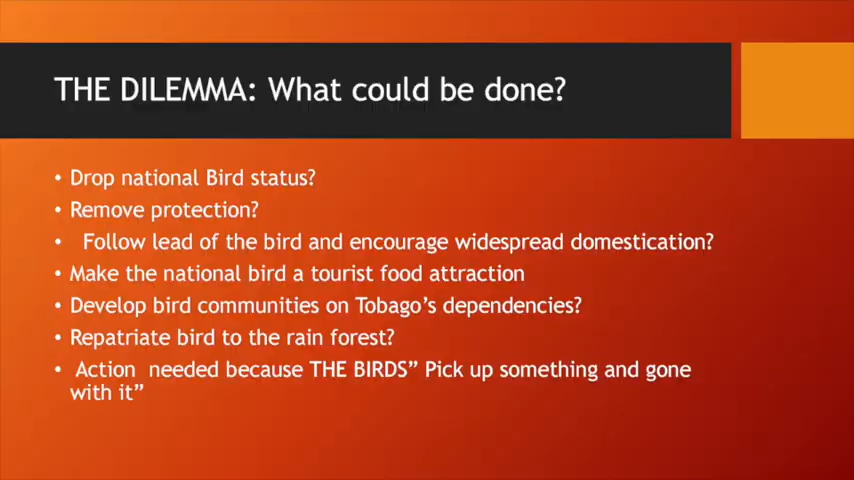 THE DILEMMA: What could be done?
• Drop national Bird status?
• Remove protection?
• Follow lead of the bird and encourage widespread domestication?
• Make the national bird a tourist food attraction
• Develop bird communities on Tobago's dependencies?
• Repatriate bird to the rain forest?
• Action needed because THE BIRDS” Pick up something and gone
with it”